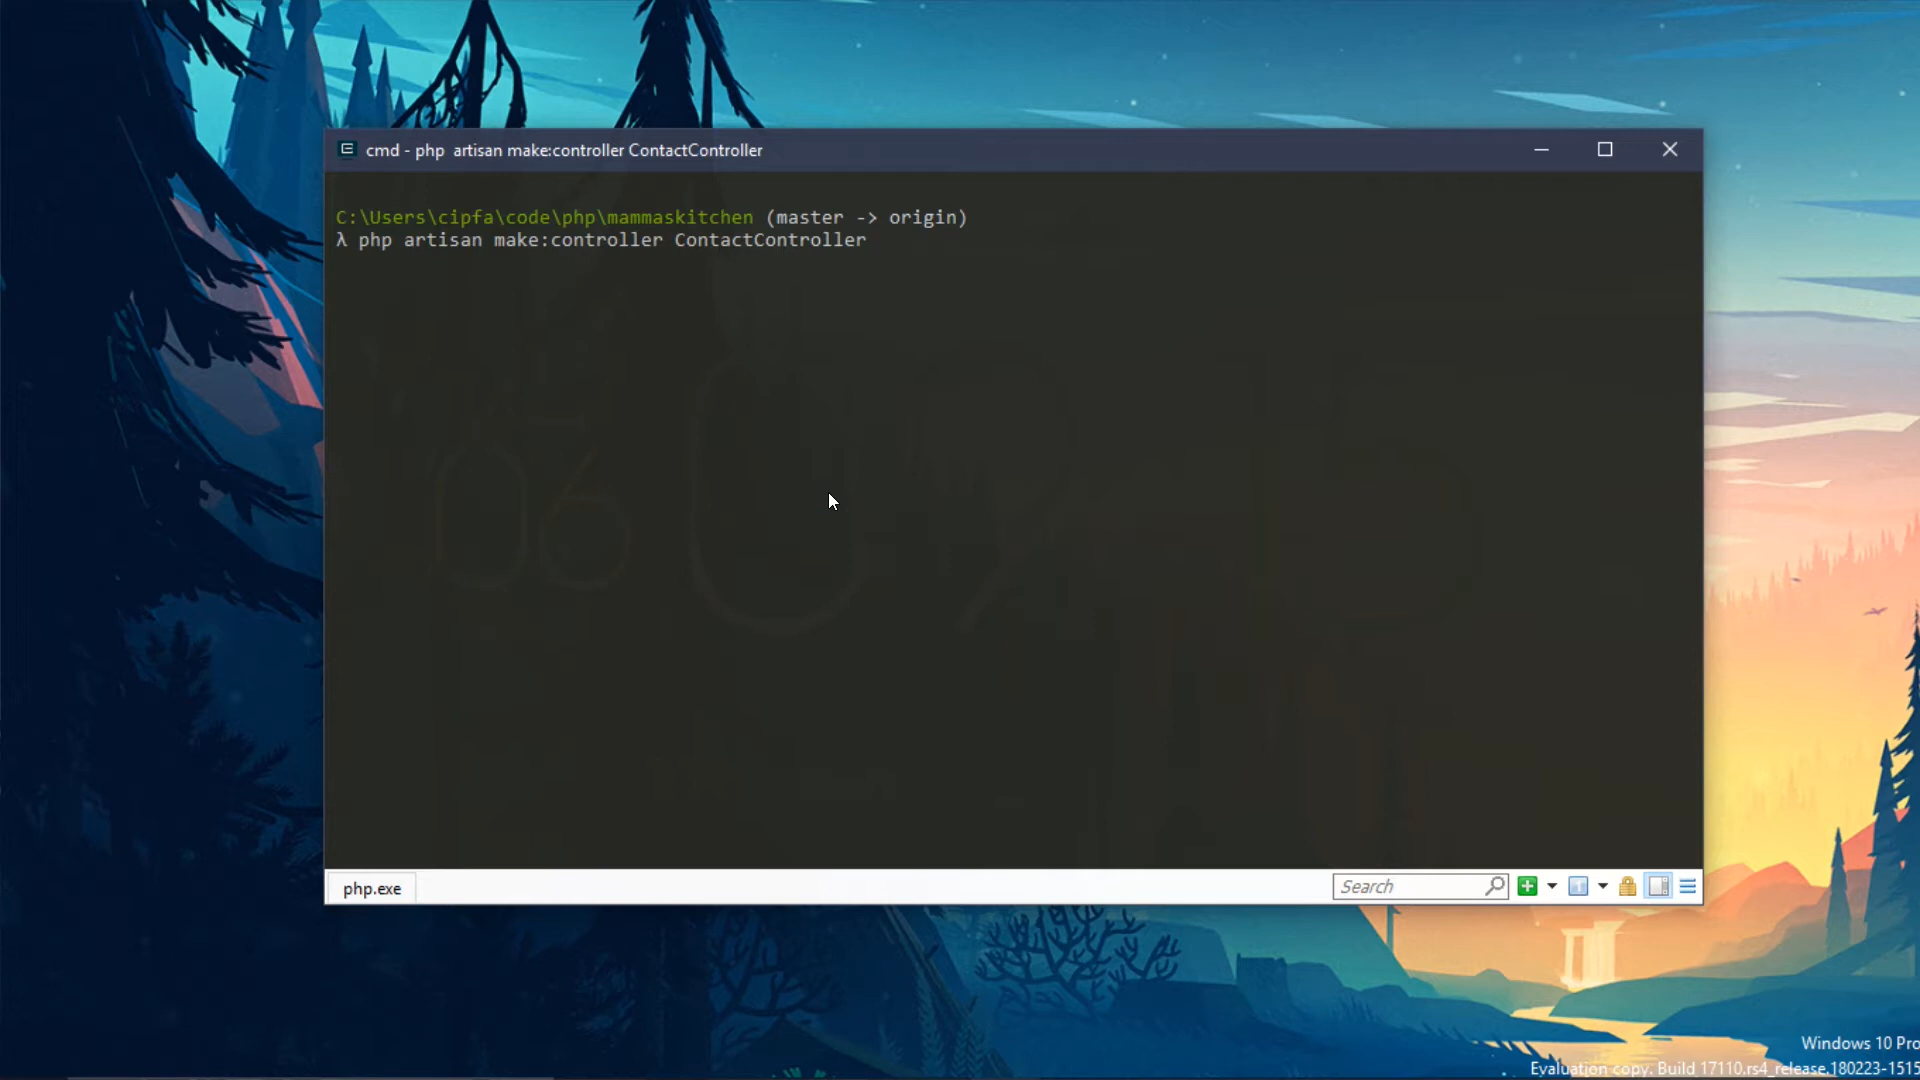 cmd - php  artisan make:controller ContactController
C:\Users\cipfa\code\php\mammaskitchen (master -> origin)
λ php artisan make:controller ContactController
php.exe
Search
Windows 10 Pro
Evaluation copy. Build 17110.rs4_release.180223-1515